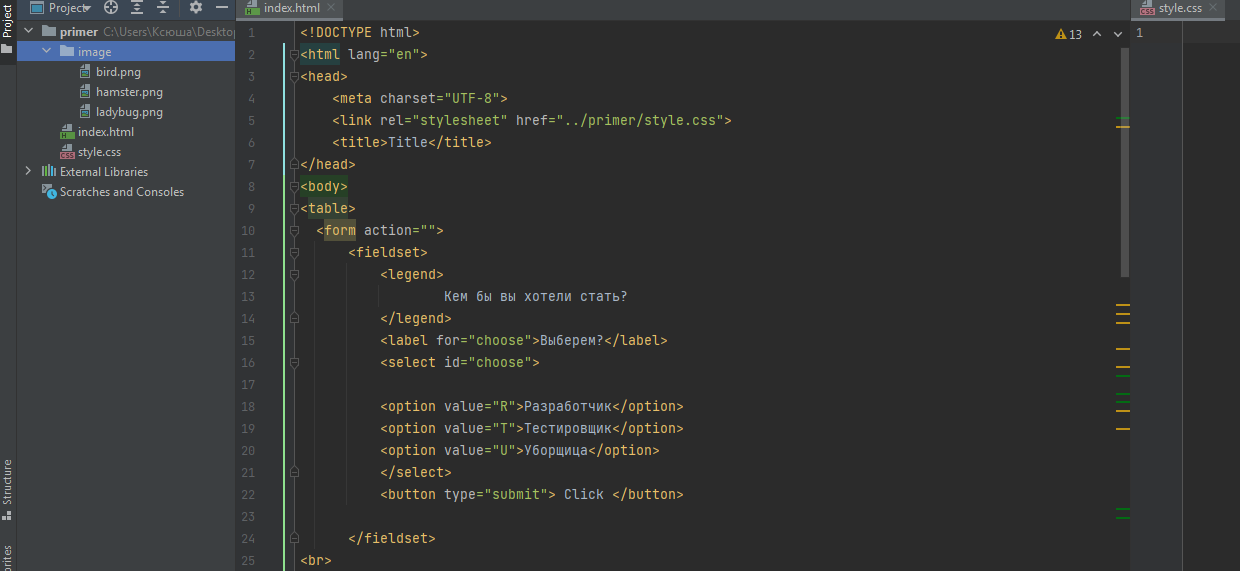 Project
index.html
style.css
primer C:\Users\Ксюша\Deskto
image
bird.png
hamster.png
ladybug.png
index.html
style.css
External Libraries
Scratches and Consoles
Project
Structure
13
1 <!DOCTYPE html>
2 <html lang="en">
3 <head>
4 <meta charset="UTF-8">
5 <link rel="stylesheet" href="../primer/style.css">
6 <title>Title</title>
7 </head>
8 <body>
9 <table>
10 <form action="">
11 <fieldset>
12 <legend>
13 Кем бы вы хотели стать?
14 </legend>
15 <label for="choose">Выберем?</label>
16 <select id="choose">
17
18 <option value="R">Разработчик</option>
19 <option value="T">Тестировщик</option>
20 <option value="U">Уборщица</option>
21 </select>
22 <button type="submit"> Click </button>
23
24 </fieldset>
25 <br>
1